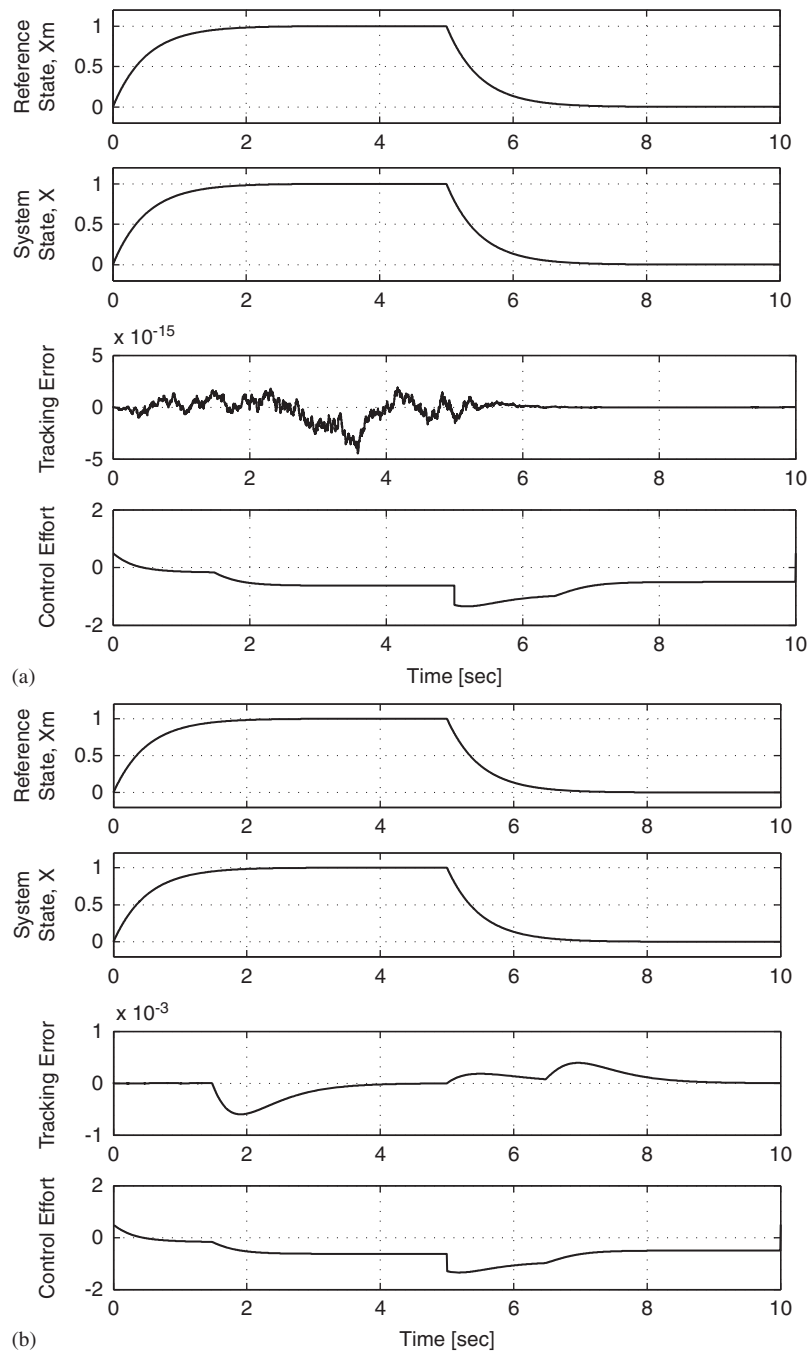 Reference
State, Xm
1
0.5
0
0 2 4 6 8 10
System
State, X
1
0.5
0
0 2 4 6 8 10
x 10-15
Tracking Error
5
0
-5
0 2 4 6 8 10
Control Effort
2
0
-2
0 2 4 6 8 10
(a)
Time [sec]
Reference
State, Xm
1
0.5
0
0 2 4 6 8 10
System
State, X
1
0.5
0
0 2 4 6 8 10
x 10-3
Tracking Error
1
0
-1
0 2 4 6 8 10
Control Effort
2
0
-2
0 2 4 6 8 10
(b)
Time [sec]